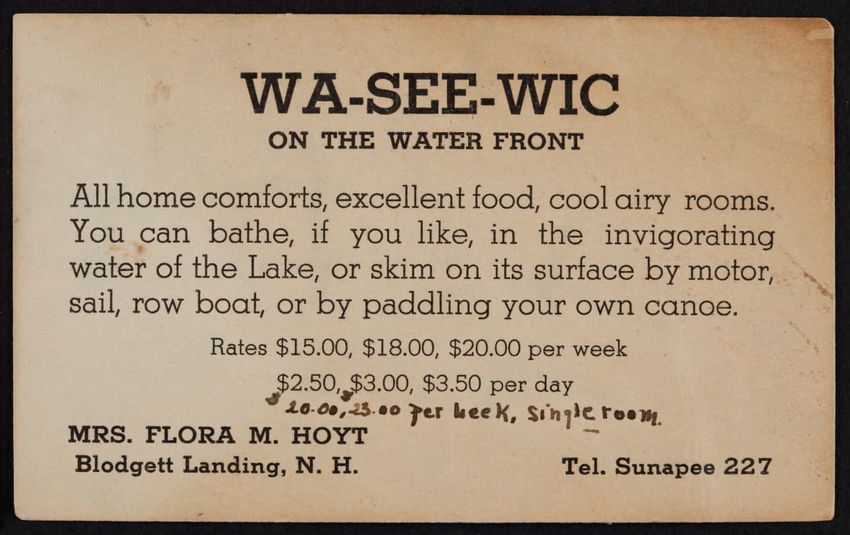 WA-SEE-WIC
ON THE WATER FRONT
All home comforts, excellent food, cool airy rooms.
You can bathe, if you like, in the invigorating
water of the Lake, or skim on its surface by motor,
sail, row boat, or by paddling your own canoe.
Rates $15.00, $18.00, $20.00 per week
$2.50, $3.00, $3.50 per day
$20.00, $23.00 per week, Single room.
MRS. FLORA M. HOYT
Blodgett Landing, N. H.
Tel. Sunapee 227